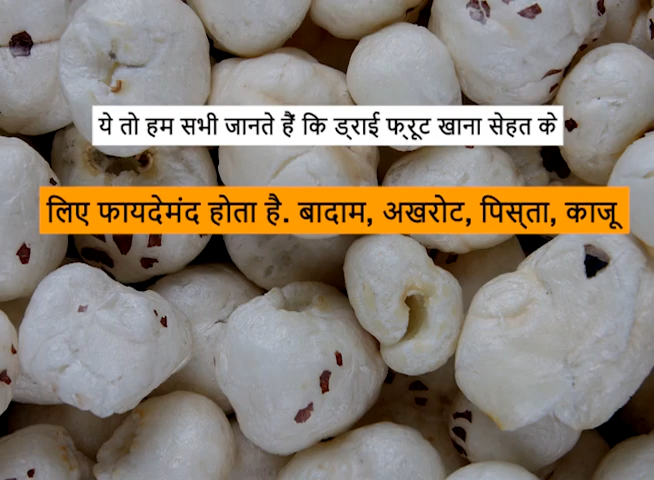 ये तो हम सभी जानते हैं कि ड्राई फ्रूट खाना सेहत के
लिए फायदेमंद होता है. बादाम, अखरोट, पिस्ता, काजू